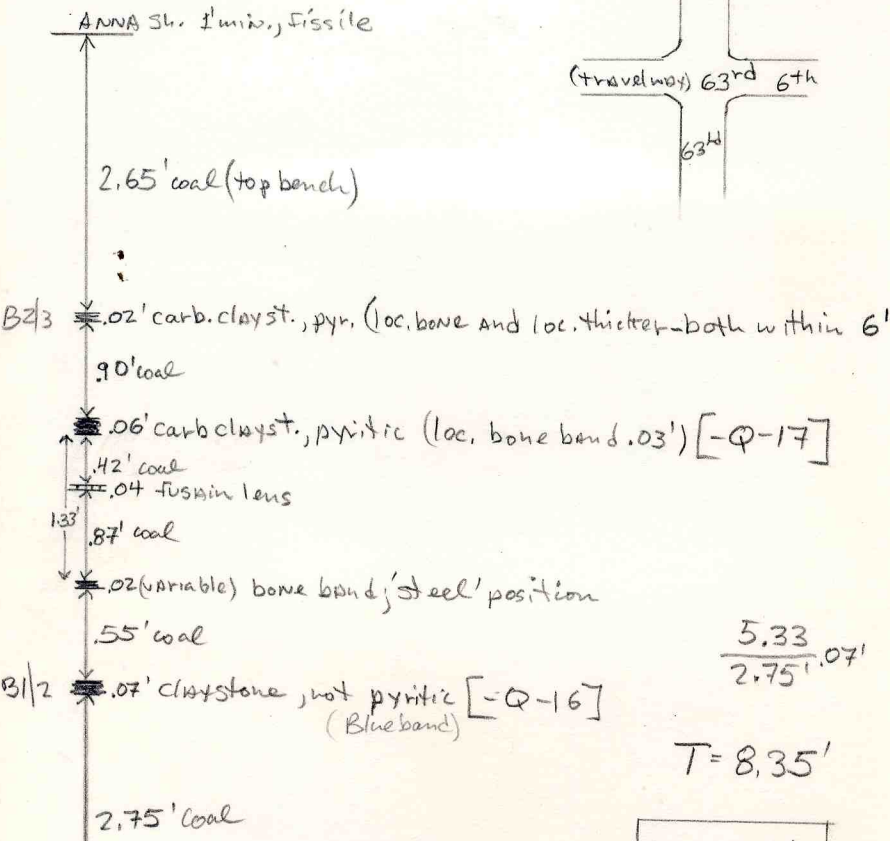 ANNA Sh. 1'min., fissile
(travelway) 63rd 6th
63rd
2.65' coal (top bench)
B2/3 .02' carb. clayst., pyr. (loc. bone and loc. thicker-both within 6'
.90' coal
.06' carb clayst., pyritic (loc. bone band .03') [-Q-17]
.42' coal
.04 fusain lens
1.33'
.87' coal
.02 (variable) bone band; 'steel' position
.55' coal
5.33
2.75' .07'
B1/2 .07' claystone, not pyritic [-Q-16]
(Blue band)
T= 8.35'
2.75' coal